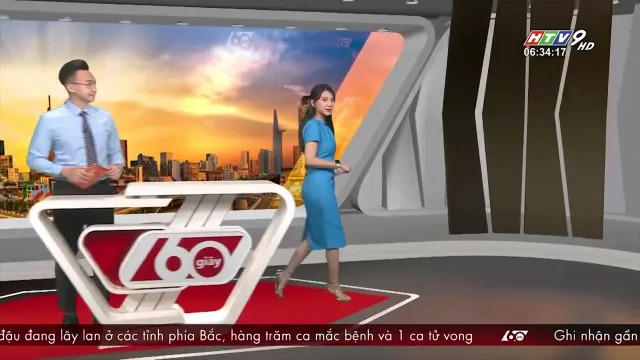 HTV9 HD
06:34:17
60
giây
đậu đang lây lan ở các tỉnh phía Bắc, hàng trăm ca mắc bệnh và 1 ca tử vong 60 Ghi nhận gần